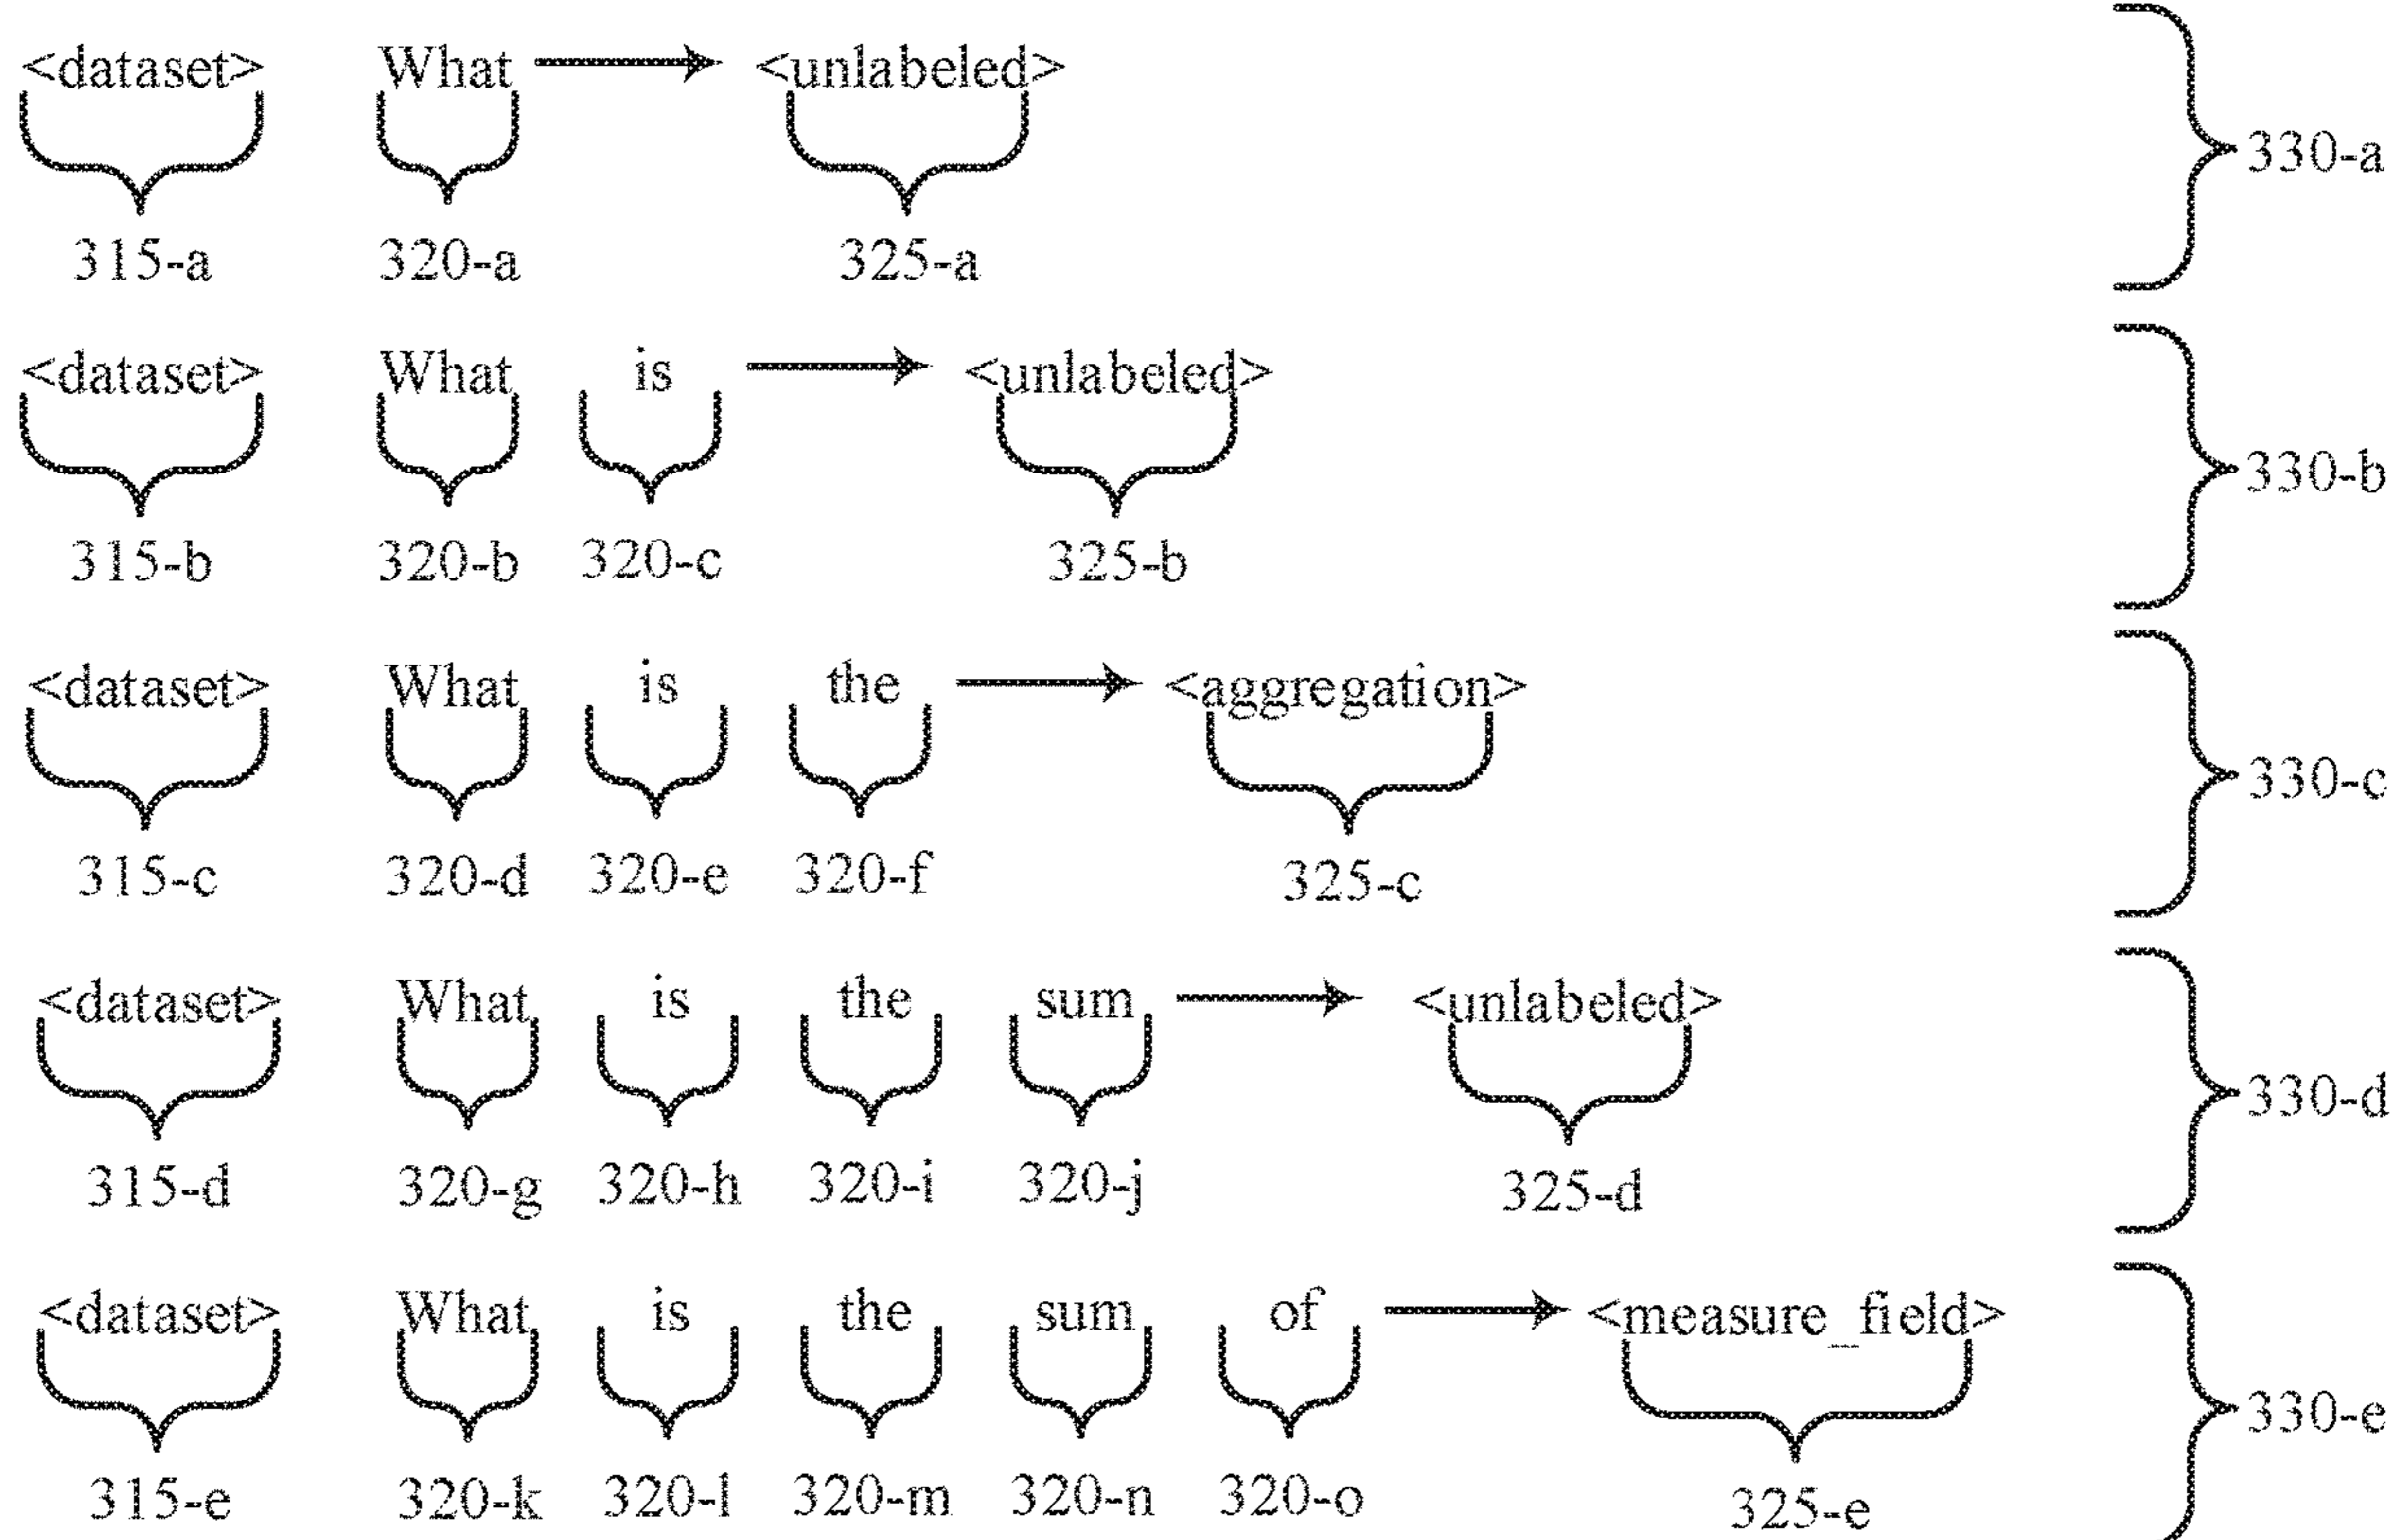 <dataset> What <unlabeled>
330-a
315-a 320-a 325-a
<dataset> What is <unlabeled>
330-b
315-b 320-b 320-c 325-b
<dataset> What is the <aggregation>
330-c
315-c 320-d 320-e 320-f 325-c
<dataset> What is the sum <unlabeled>
330-d
315-d 320-g 320-h 320-i 320-j 325-d
<dataset> What is the sum of <measure_field>
330-e
315-e 320-k 320-l 320-m 320-n 320-o 325-e